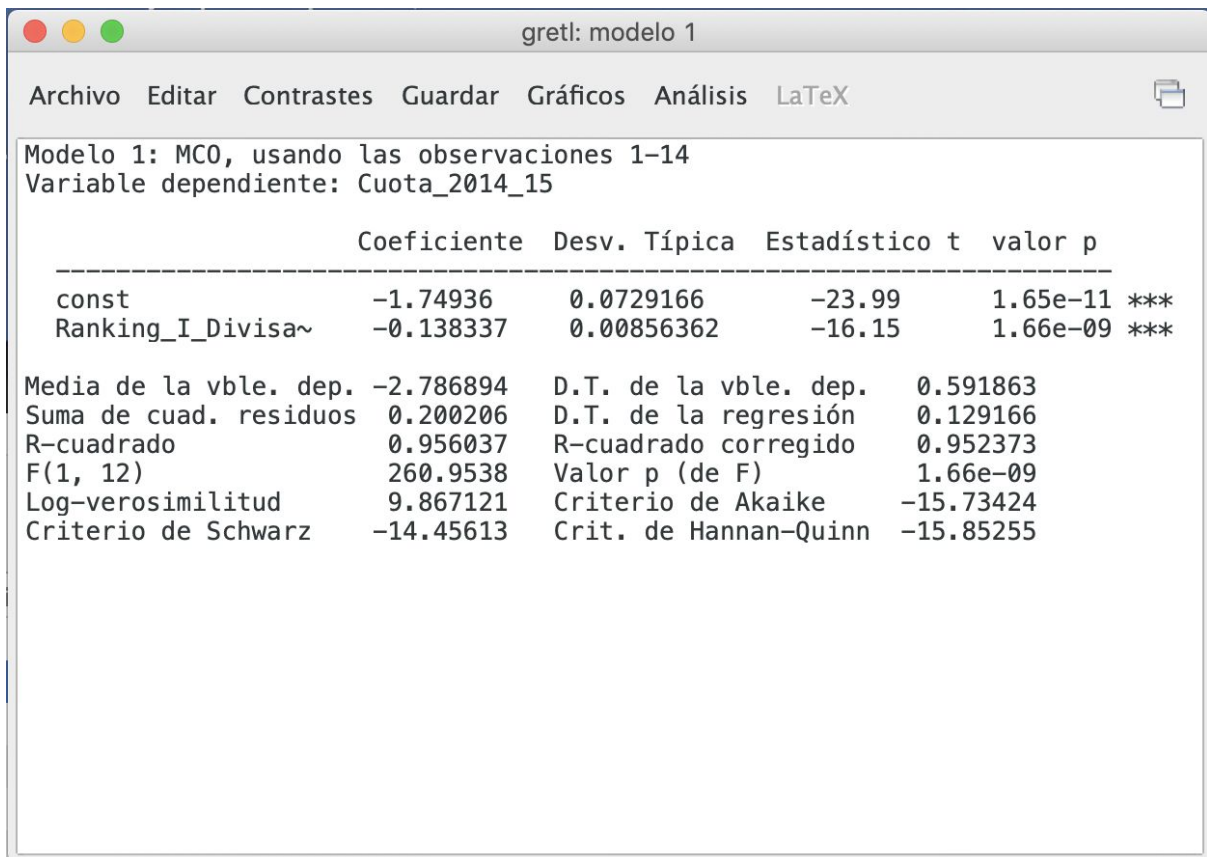 gretl: modelo 1
Archivo Editar Contrastes Guardar Gráficos Análisis LaTeX
Modelo 1: MCO, usando las observaciones 1-14
Variable dependiente: Cuota_2014_15
Coeficiente Desv. Típica Estadístico t valor p
const -1.74936 0.0729166 -23.99 1.65e-11 ***
Ranking_I_Divisa~ -0.138337 0.00856362 -16.15 1.66e-09 ***
Media de la vble. dep. -2.786894 D.T. de la vble. dep. 0.591863
Suma de cuad. residuos 0.200206 D.T. de la regresión 0.129166
R-cuadrado 0.956037 R-cuadrado corregido 0.952373
F(1, 12) 260.9538 Valor p (de F) 1.66e-09
Log-verosimilitud 9.867121 Criterio de Akaike -15.73424
Criterio de Schwarz -14.45613 Crit. de Hannan-Quinn -15.85255